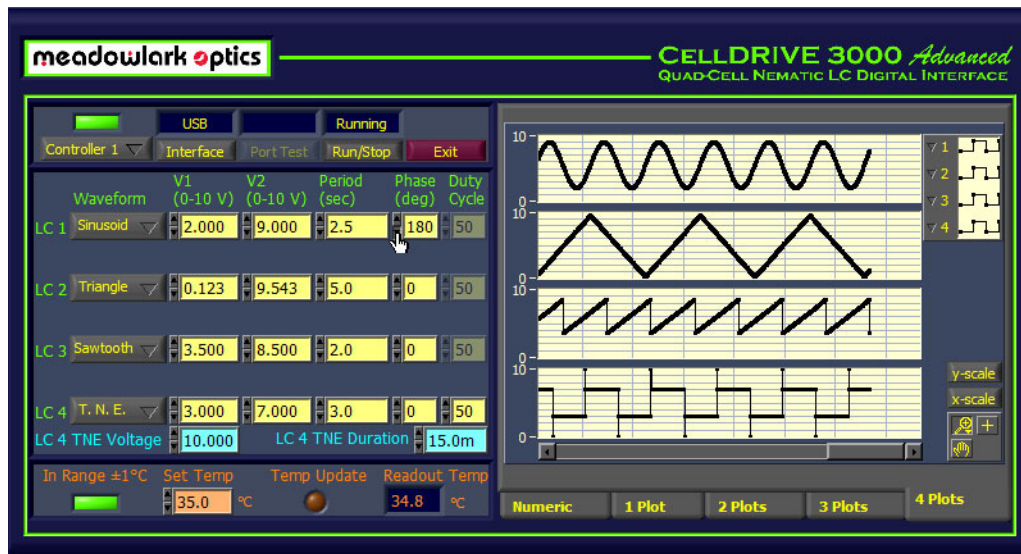 meadowlark optics
CELLDRIVE 3000 Advanced
QUAD-CELL NEMATIC LC DIGITAL INTERFACE
USB Running
Controller 1 Interface Port Test Run/Stop Exit
Waveform V1 (0-10 V) V2 (0-10 V) Period (sec) Phase (deg) Duty Cycle
LC 1 Sinusoid 2.000 9.000 2.5 180 50
LC 2 Triangle 0.123 9.543 5.0 0 50
LC 3 Sawtooth 3.500 8.500 2.0 0 50
LC 4 T. N. E. 3.000 7.000 3.0 0 50
LC 4 TNE Voltage 10.000 LC 4 TNE Duration 15.0m
In Range ±1°C Set Temp Temp Update Readout Temp
35.0 °C 34.8 °C
10
0
10
0
10
0
10
0
1
2
3
4
y-scale
x-scale
Numeric 1 Plot 2 Plots 3 Plots 4 Plots